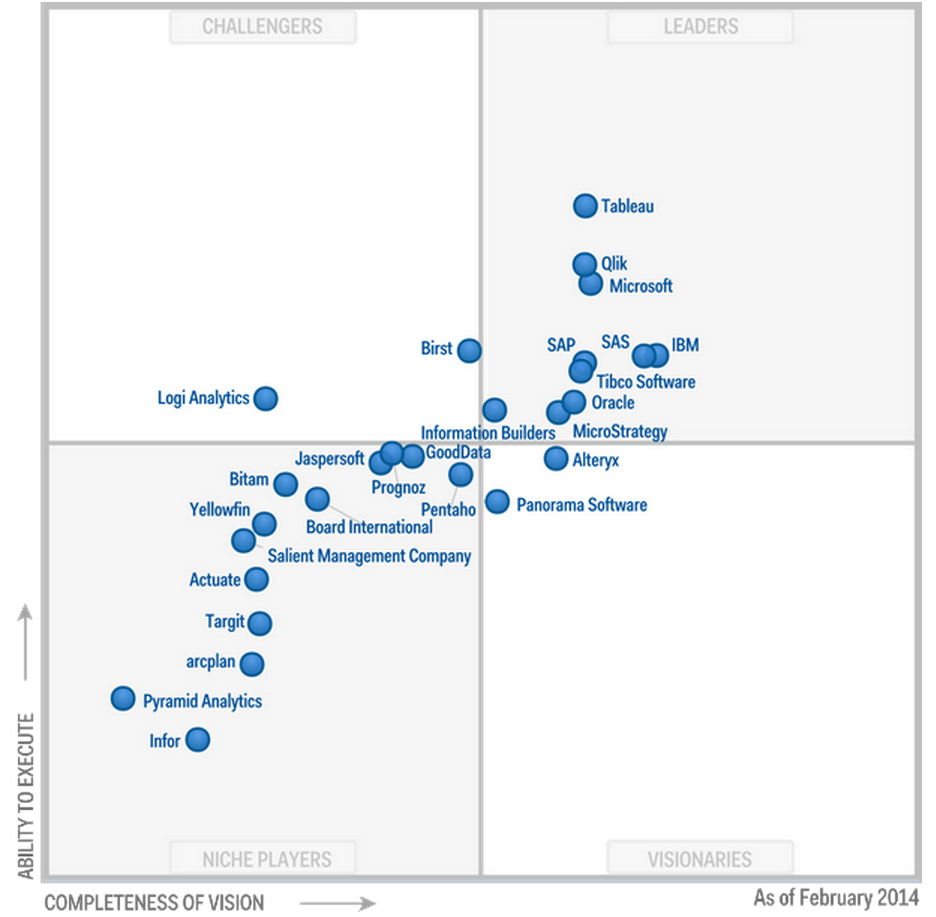 CHALLENGERS
LEADERS
Tableau
Qlik
Microsoft
Birst
SAP
SAS
IBM
Tibco Software
Logi Analytics
Oracle
Information Builders
MicroStrategy
Jaspersoft
GoodData
Alteryx
Bitam
Prognoz
Pentaho
Panorama Software
Yellowfin
Board International
Salient Management Company
Actuate
Targit
arcplan
Pyramid Analytics
Infor
NICHE PLAYERS
VISIONARIES
ABILITY TO EXECUTE
COMPLETENESS OF VISION
As of February 2014